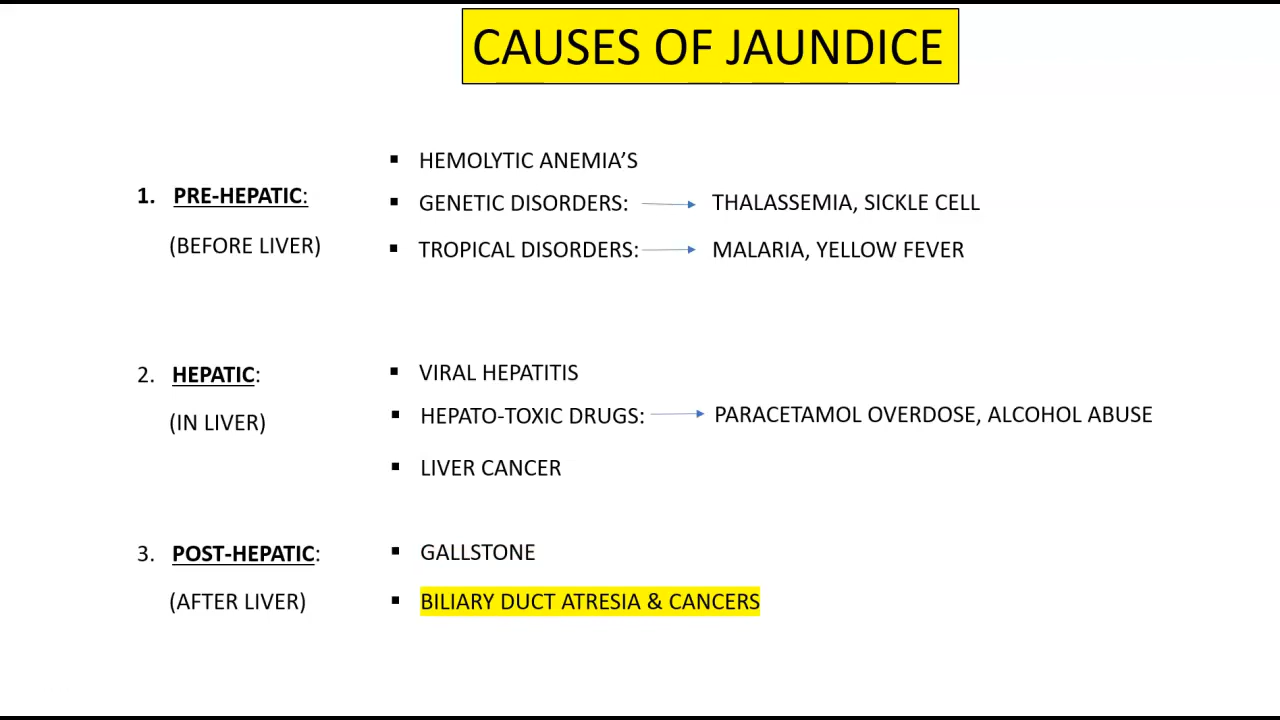 CAUSES OF JAUNDICE
1. PRE-HEPATIC:
(BEFORE LIVER)
▪ HEMOLYTIC ANEMIA’S
▪ GENETIC DISORDERS: → THALASSEMIA, SICKLE CELL
▪ TROPICAL DISORDERS: → MALARIA, YELLOW FEVER
2. HEPATIC:
(IN LIVER)
▪ VIRAL HEPATITIS
▪ HEPATO-TOXIC DRUGS: → PARACETAMOL OVERDOSE, ALCOHOL ABUSE
▪ LIVER CANCER
3. POST-HEPATIC:
(AFTER LIVER)
▪ GALLSTONE
▪ BILIARY DUCT ATRESIA & CANCERS